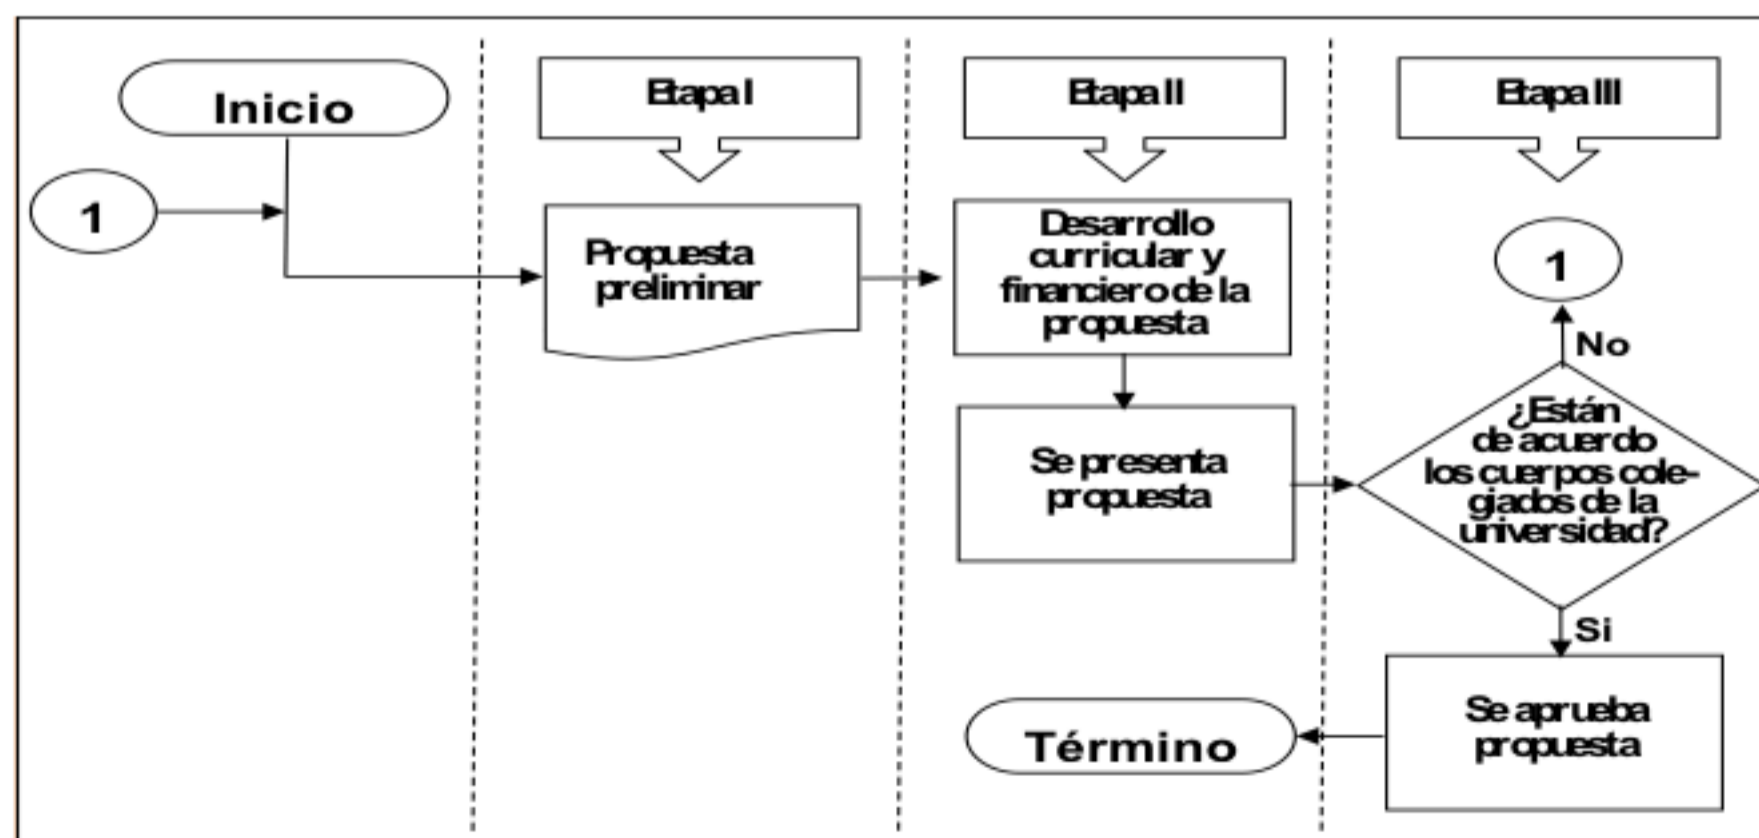 Inicio
1
Etapa I
Propuesta
preliminar
Etapa II
Desarrollo
curricular y
financiero de la
propuesta
Se presenta
propuesta
Término
Etapa III
1
No
¿Están
de acuerdo
los cuerpos cole-
giados de la
universidad?
Si
Se aprueba
propuesta